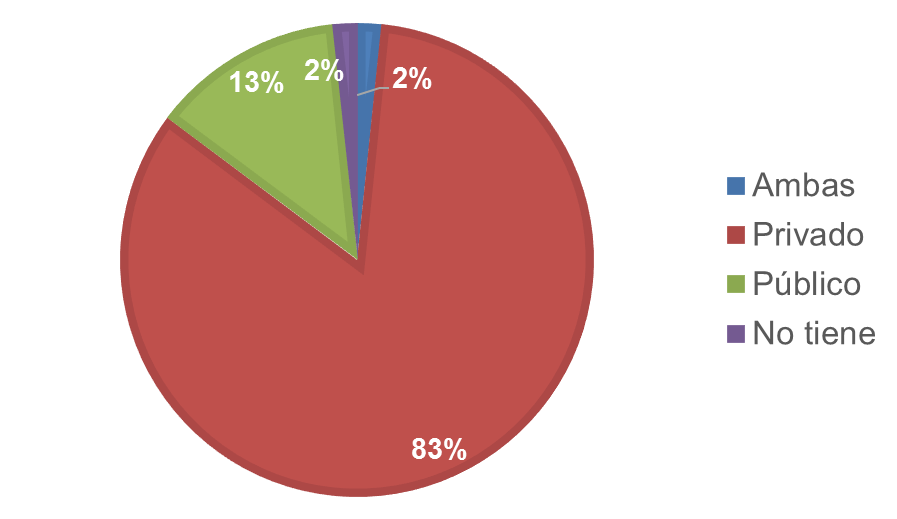 13%
2%
2%
83%
Ambas
Privado
Público
No tiene